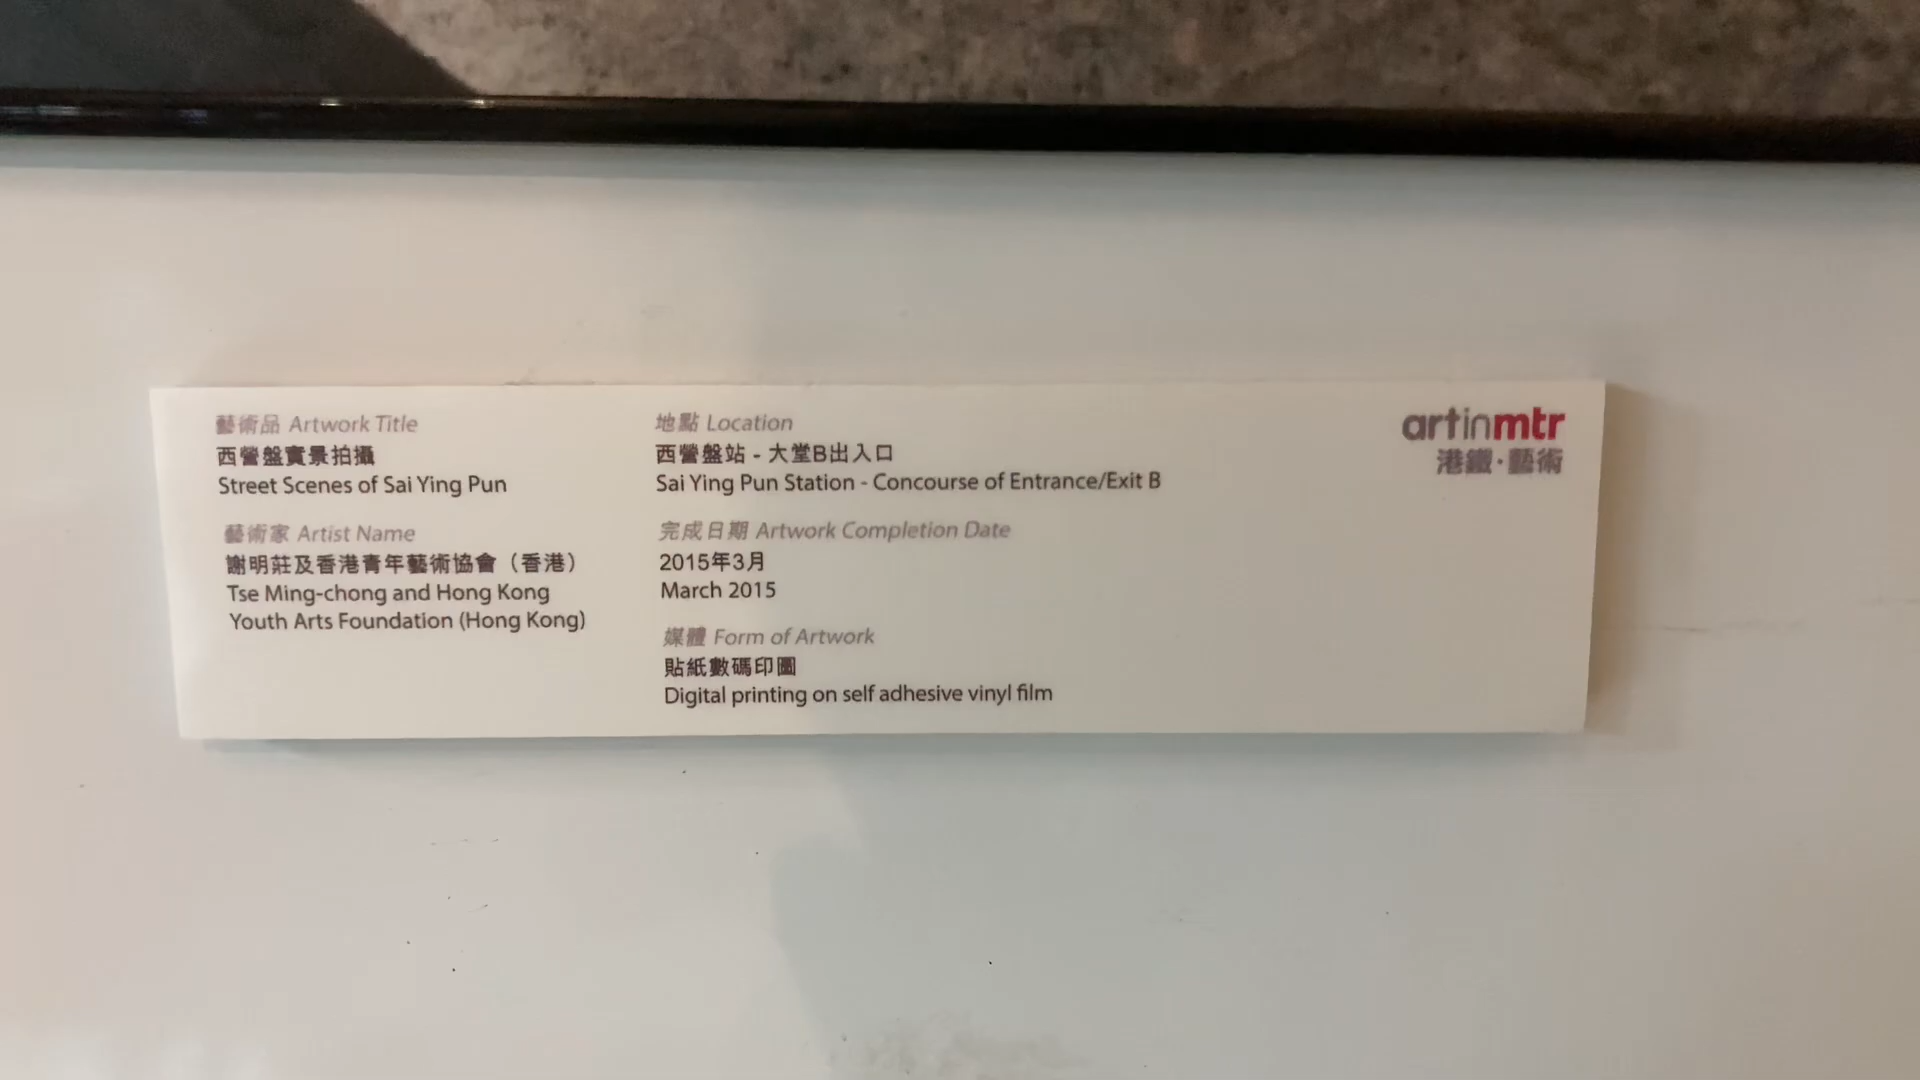 藝術品 Artwork Title
西營盤實景拍攝
Street Scenes of Sai Ying Pun
藝術家 Artist Name
謝明莊及香港青年藝術協會（香港）
Tse Ming-chong and Hong Kong
Youth Arts Foundation (Hong Kong)
地點 Location
西營盤站 - 大堂B出入口
Sai Ying Pun Station - Concourse of Entrance/Exit B
完成日期 Artwork Completion Date
2015年3月
March 2015
媒體 Form of Artwork
貼紙數碼印圖
Digital printing on self adhesive vinyl film
artinmtr
港鐵·藝術